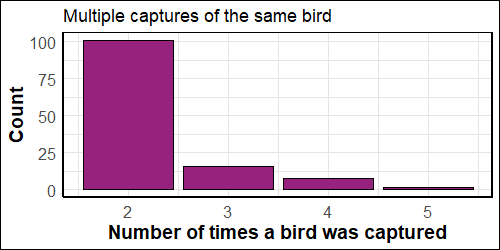 Multiple captures of the same bird
100
75
50
25
0
Count
2 3 4 5
Number of times a bird was captured